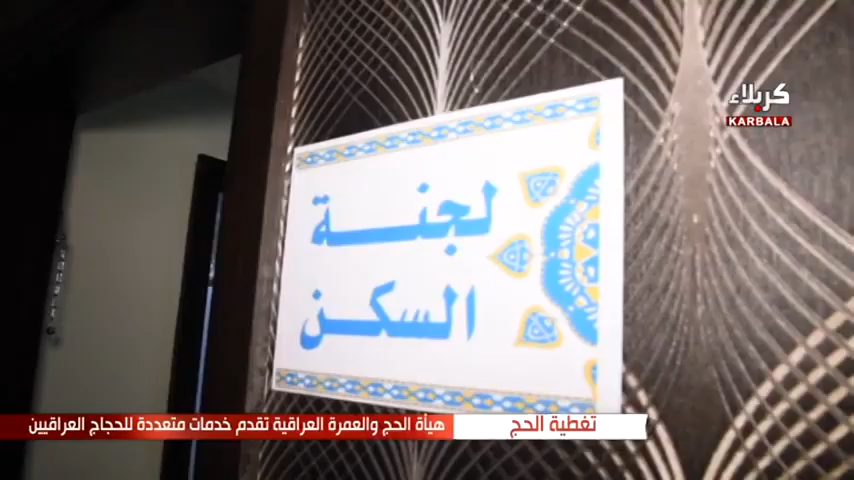 كربلاء
KARBALA
لجنة
السكن
تغطية الحج
هيأة الحج والعمرة العراقية تقدم خدمات متعددة للحجاج العراقيين